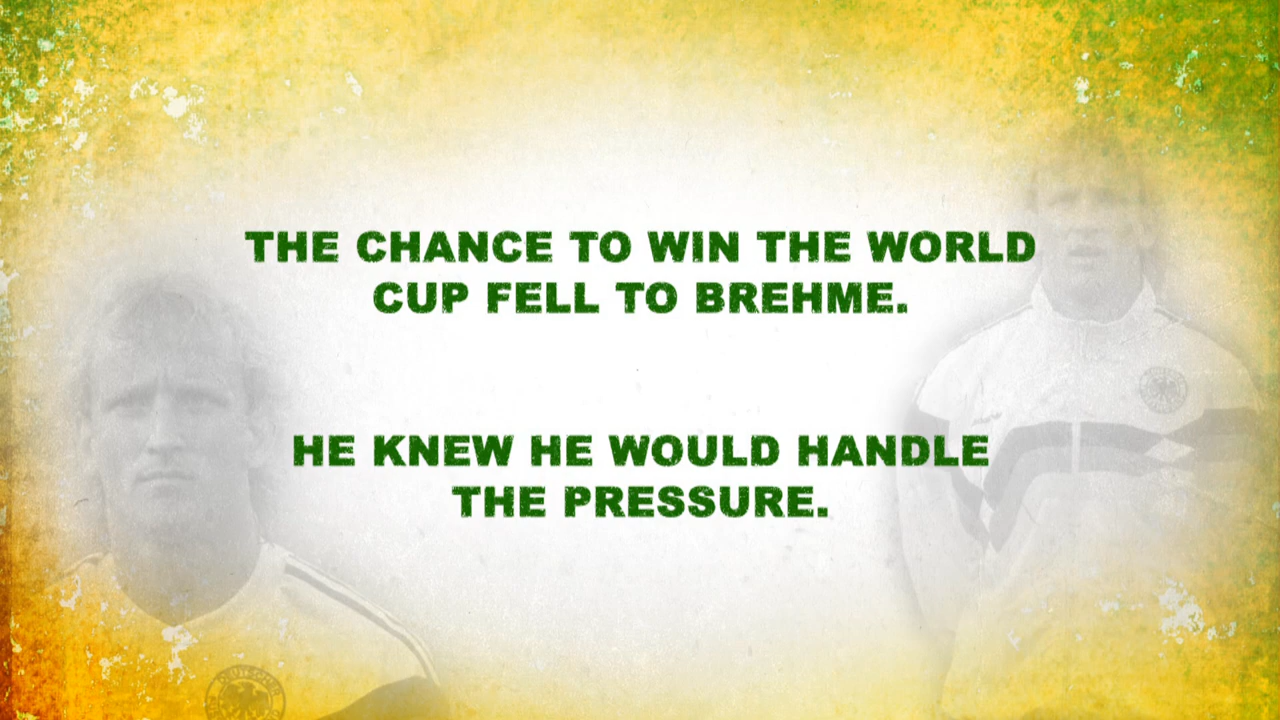 THE CHANCE TO WIN THE WORLD
CUP FELL TO BREHME.
HE KNEW HE WOULD HANDLE
THE PRESSURE.